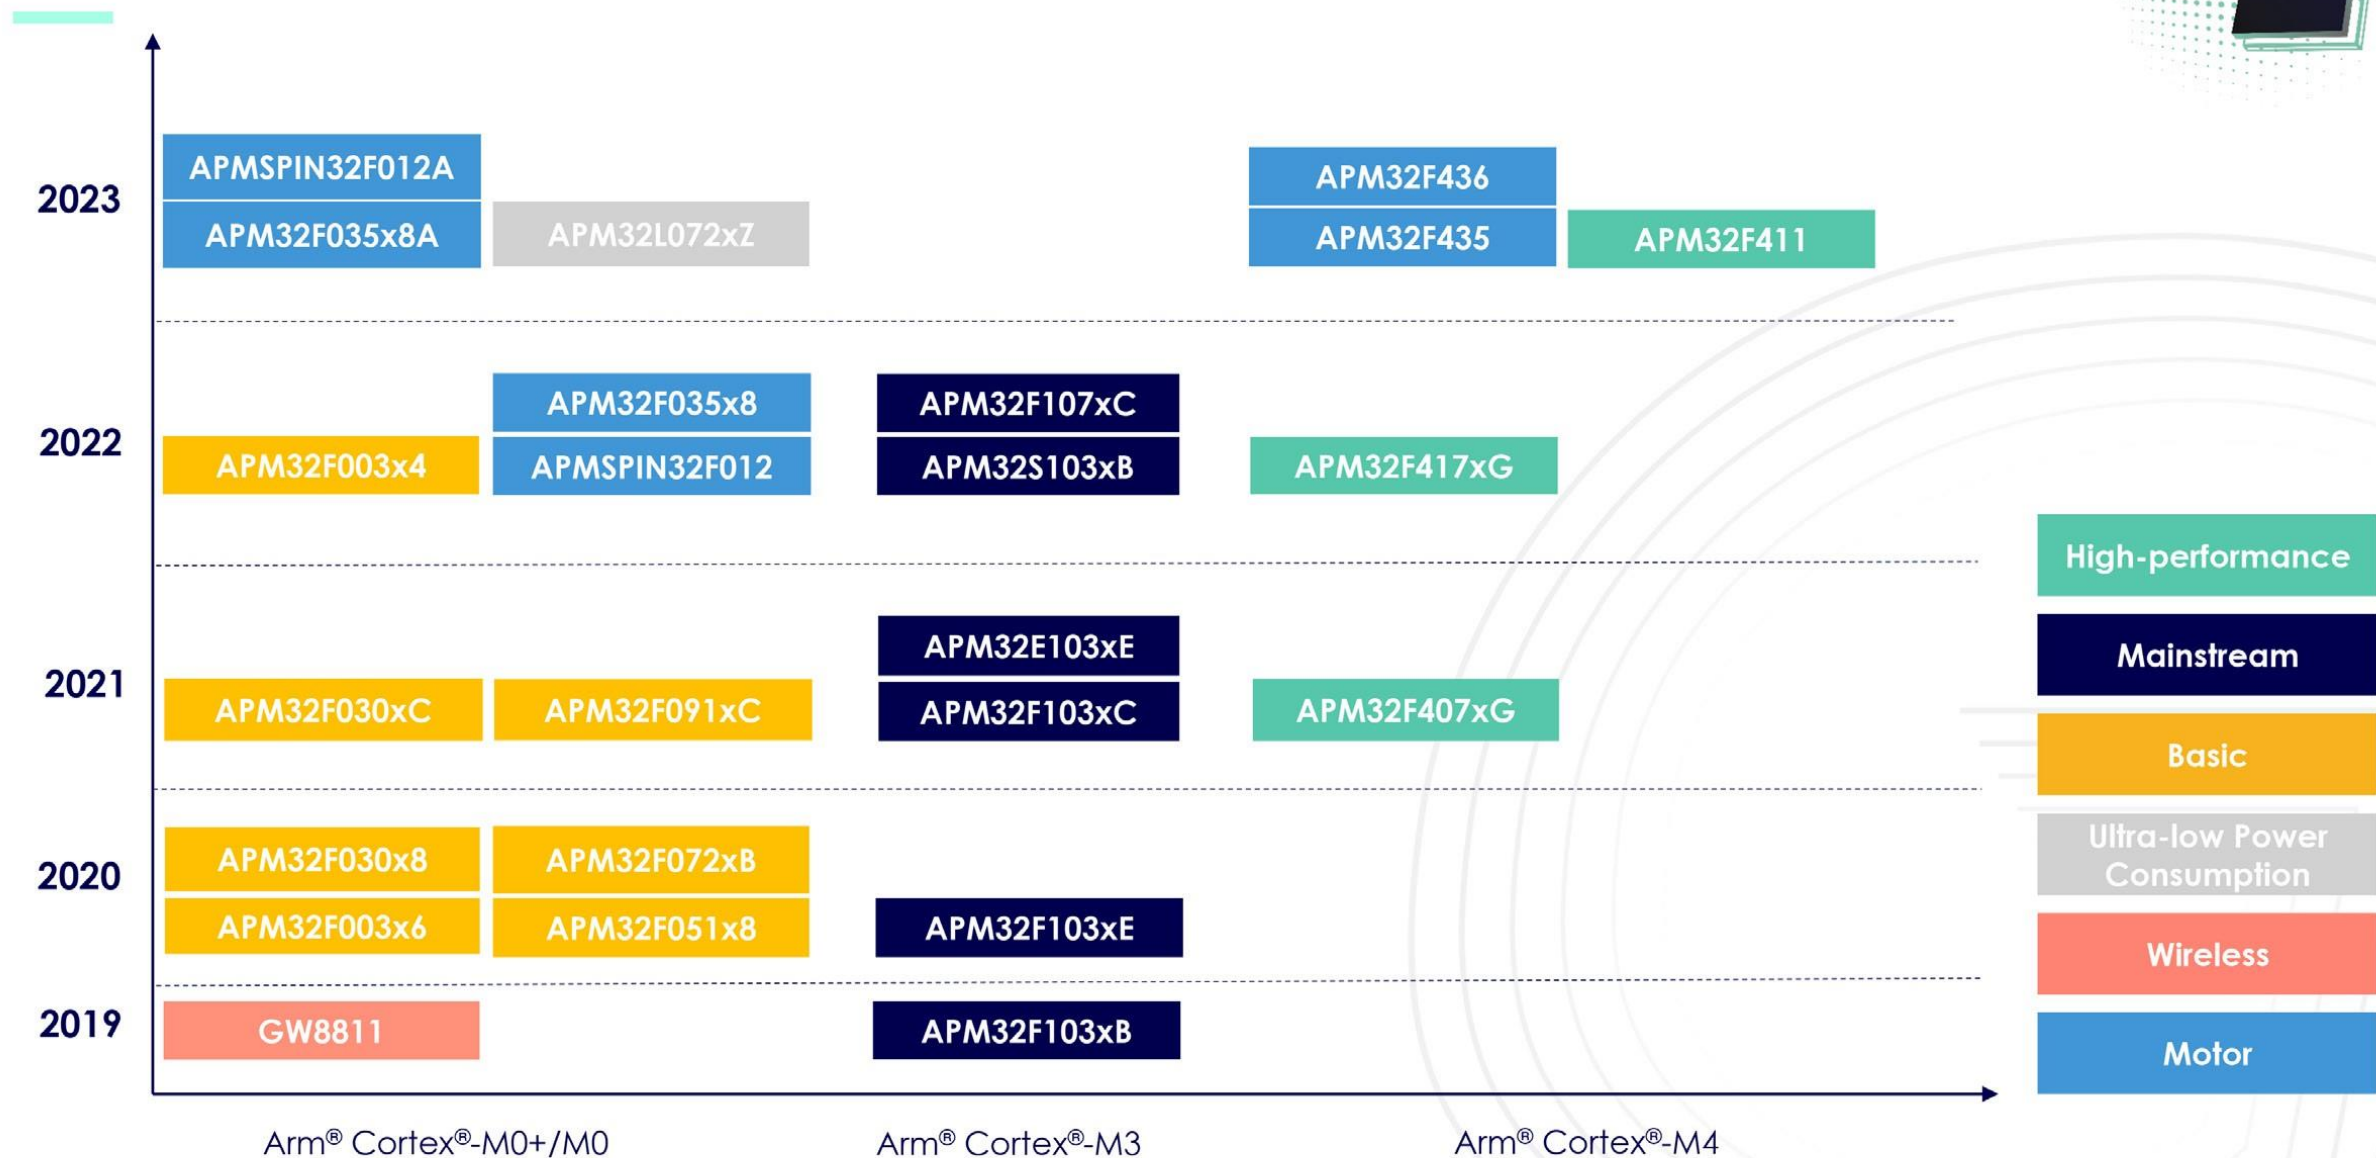 2023
APMSPIN32F012A
APM32F035x8A
APM32L072xZ
APM32F436
APM32F435
APM32F411
2022
APM32F035x8
APM32F003x4
APMSPIN32F012
APM32F107xC
APM32S103xB
APM32F417xG
2021
APM32F030xC
APM32F091xC
APM32E103xE
APM32F103xC
APM32F407xG
2020
APM32F030x8
APM32F072xB
APM32F003x6
APM32F051x8
APM32F103xE
2019
GW8811
APM32F103xB
Arm® Cortex®-M0+/M0
Arm® Cortex®-M3
Arm® Cortex®-M4
High-performance
Mainstream
Basic
Ultra-low Power
Consumption
Wireless
Motor